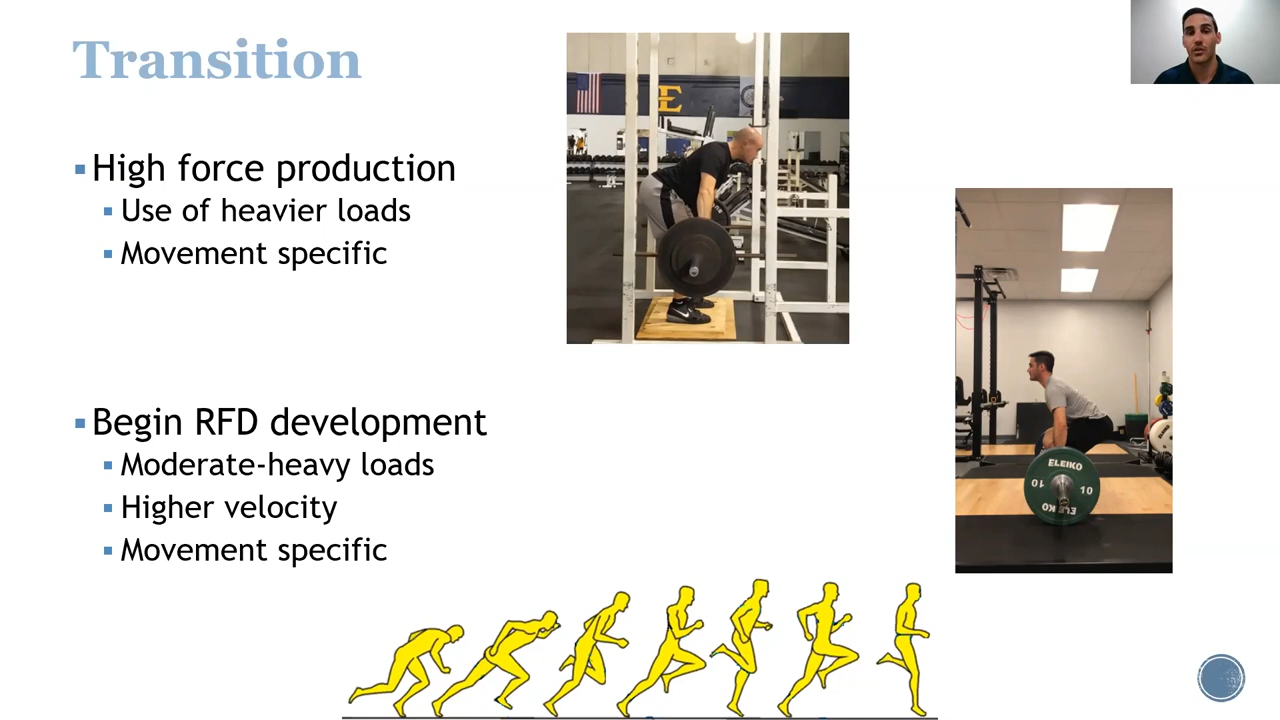 Transition
High force production
Use of heavier loads
Movement specific
Begin RFD development
Moderate-heavy loads
Higher velocity
Movement specific
E
ELEIKO
10 10